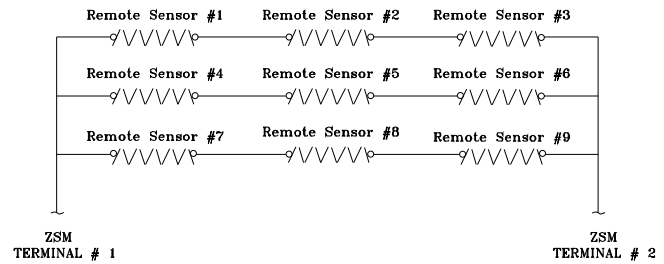 Remote Sensor #1 Remote Sensor #2 Remote Sensor #3
Remote Sensor #4 Remote Sensor #5 Remote Sensor #6
Remote Sensor #7 Remote Sensor #8 Remote Sensor #9
ZSM ZSM
TERMINAL # 1 TERMINAL # 2